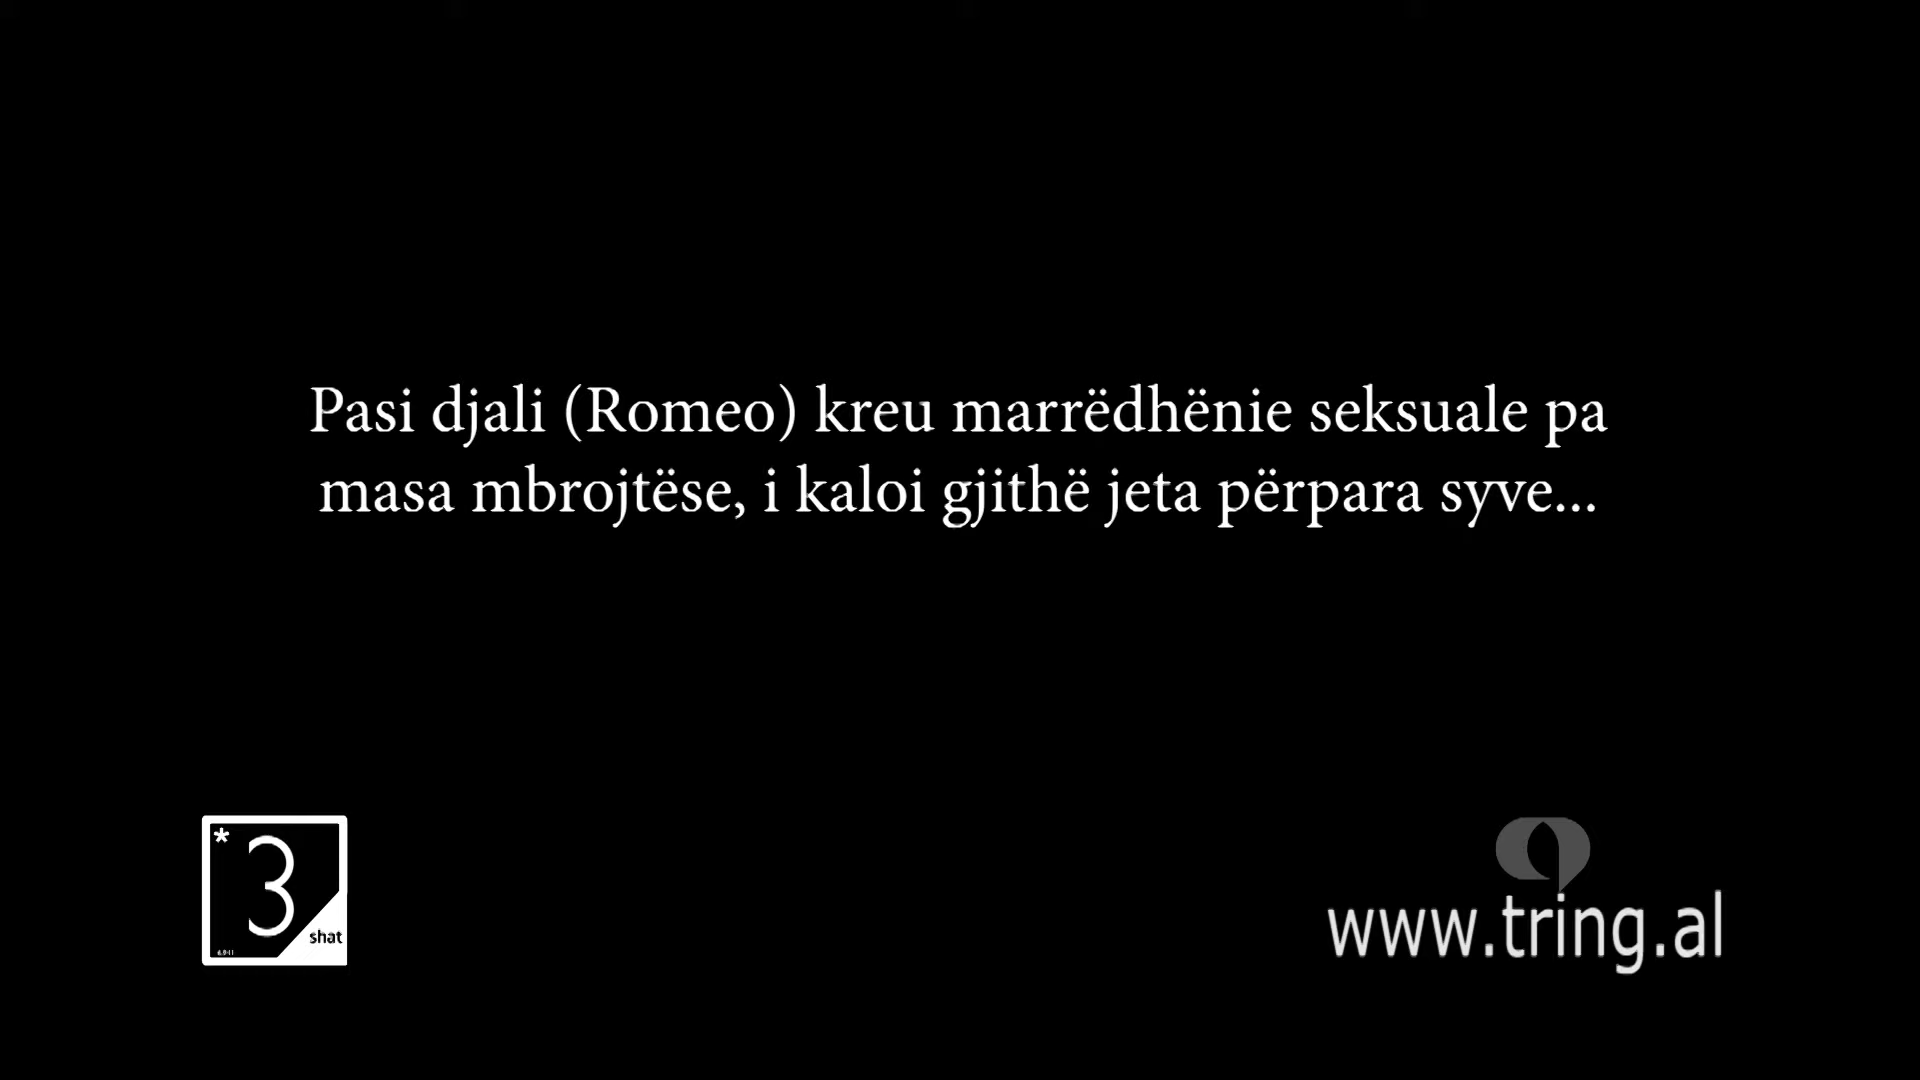 Pasi djali (Romeo) kreu marrëdhënie seksuale pa
masa mbrojtëse, i kaloi gjithë jeta përpara syve...
* 3
shat
www.tring.al